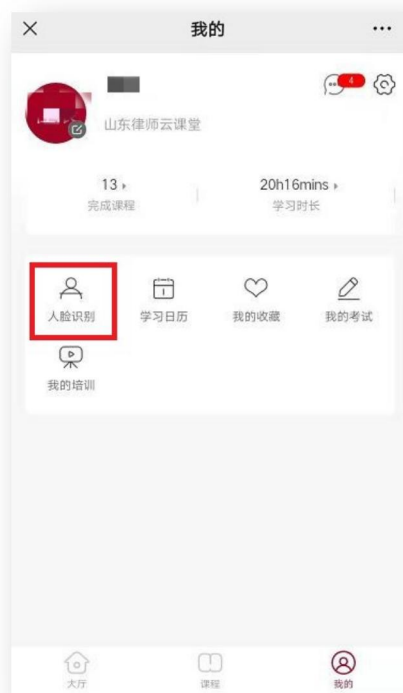 我的
4
山东律师云课堂
13
20h16mins
完成课程
学习时长
人脸识别
学习日历
我的收藏
我的考试
我的培训
大厅
课程
我的